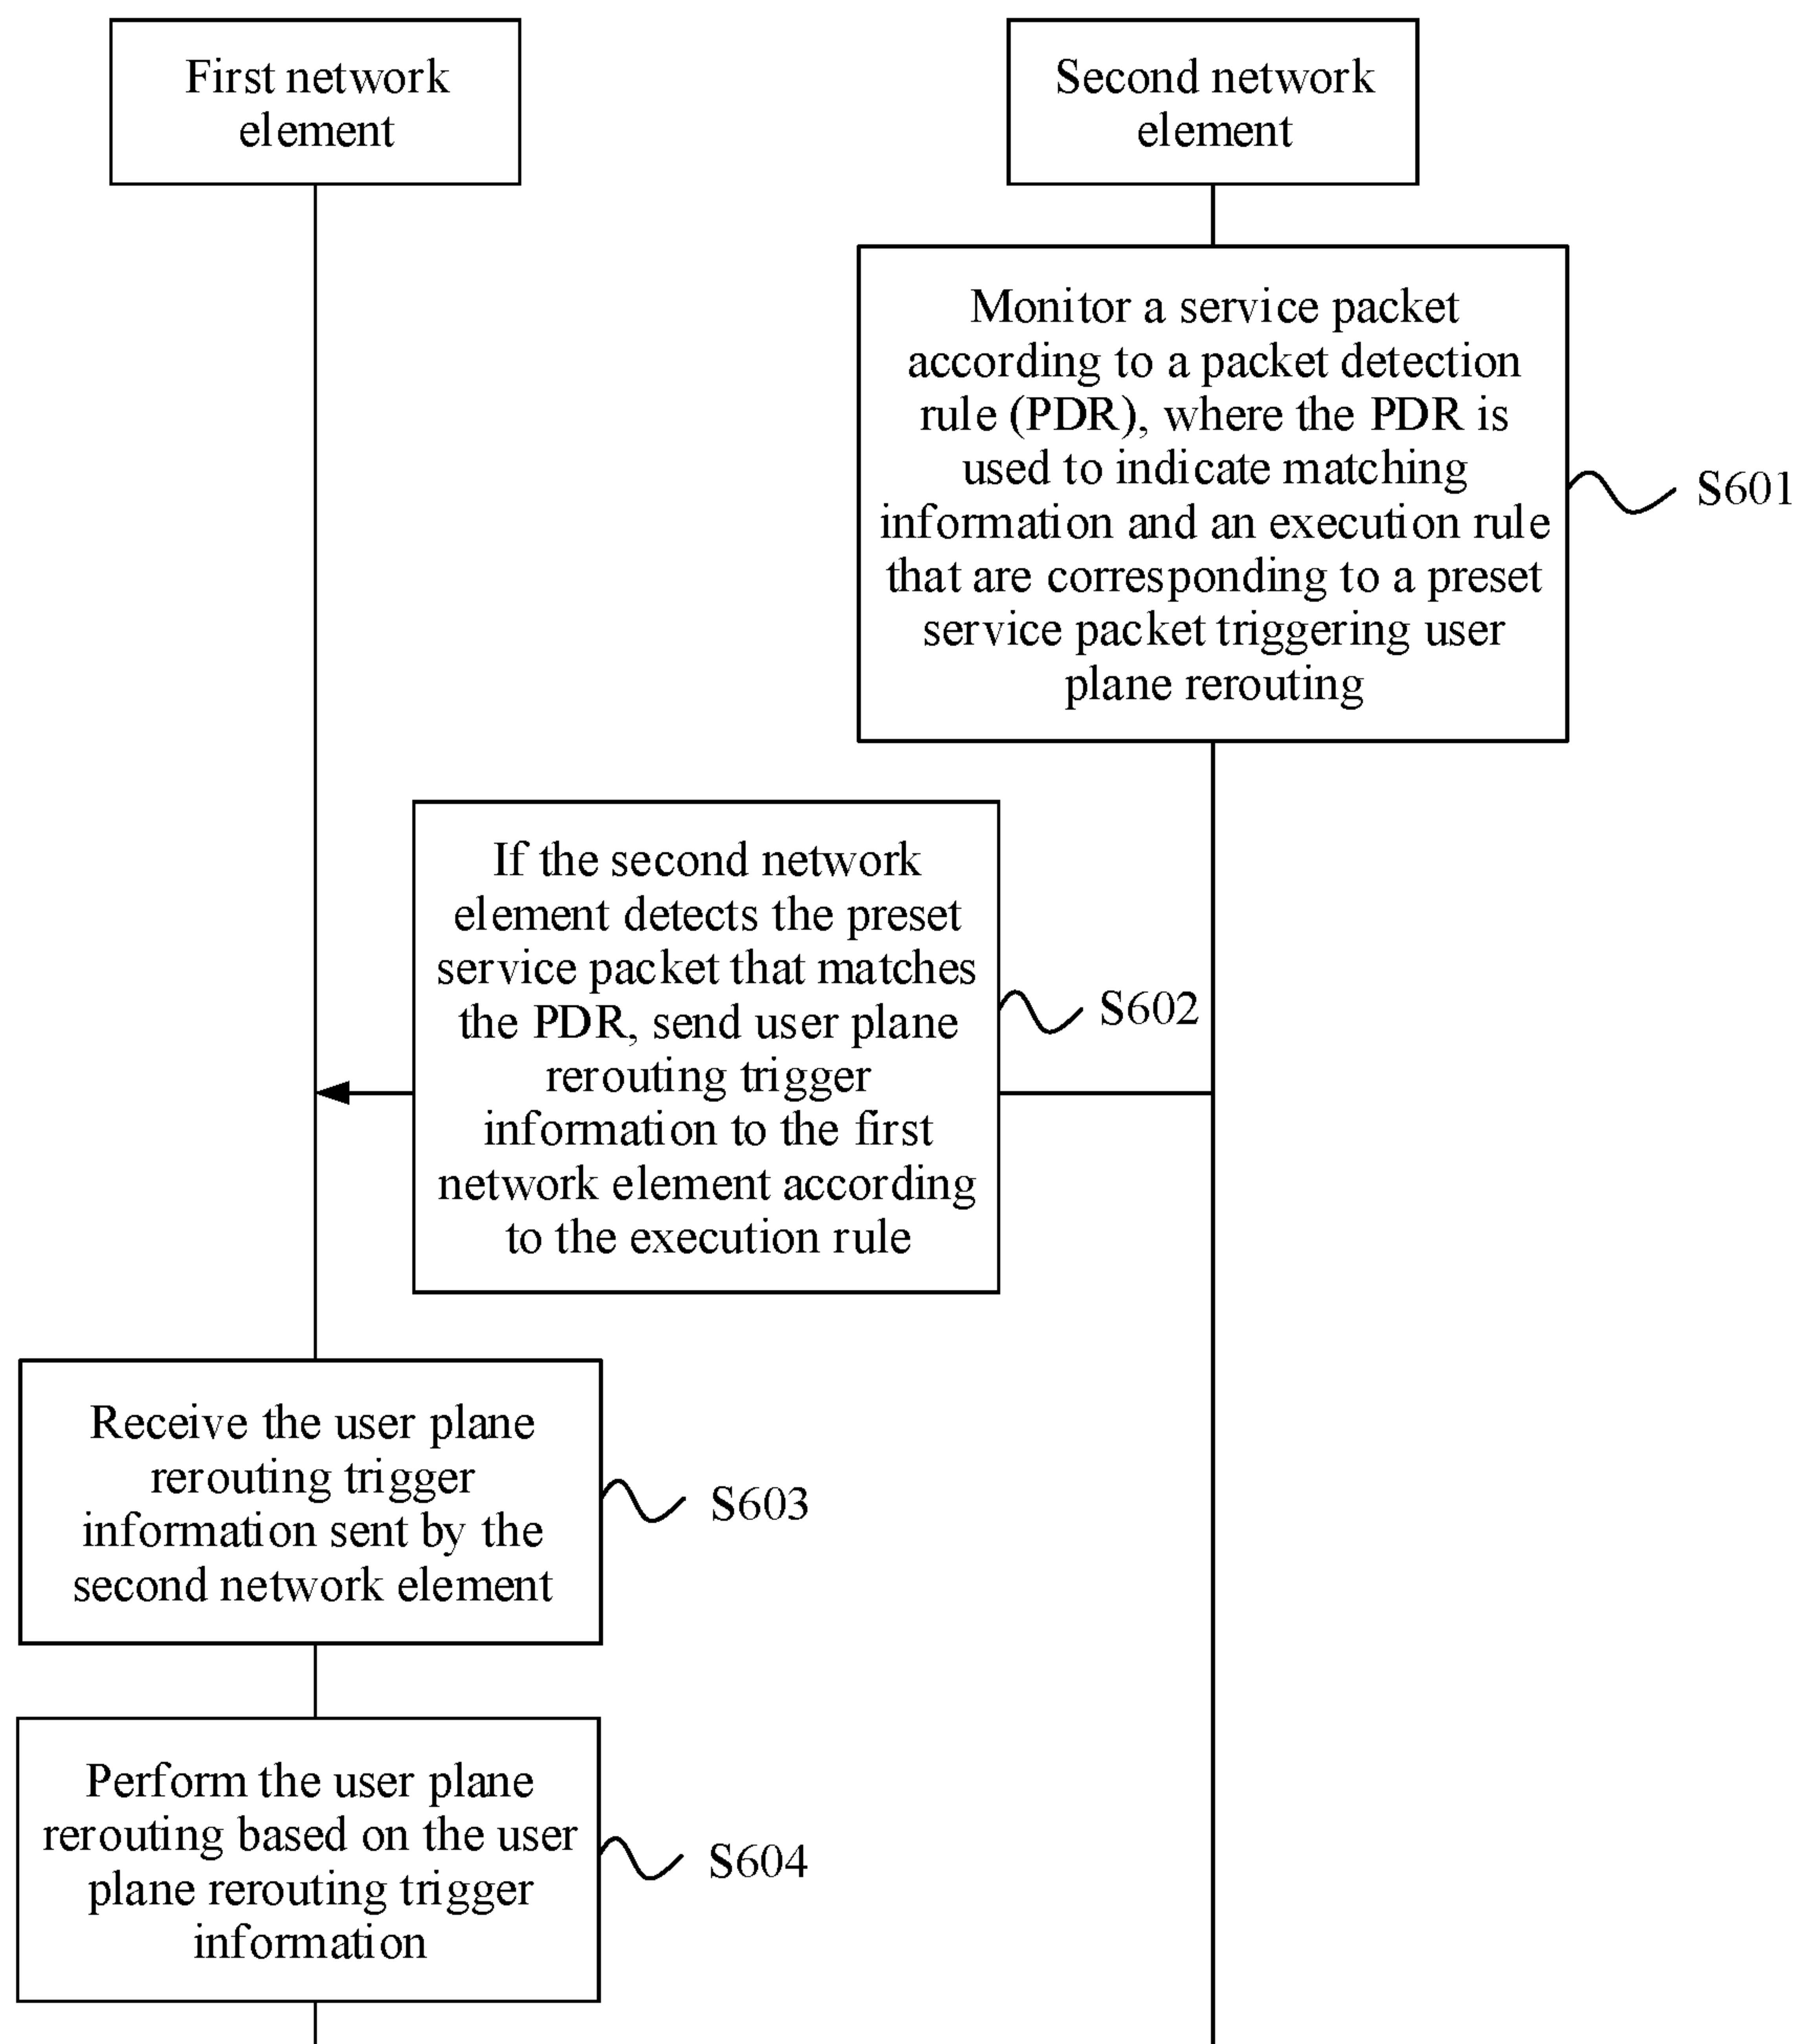 First network
element
Second network
element
Monitor a service packet
according to a packet detection
rule (PDR), where the PDR is
used to indicate matching
information and an execution rule
that are corresponding to a preset
service packet triggering user
plane rerouting
S601
If the second network
element detects the preset
service packet that matches
the PDR, send user plane
rerouting trigger
information to the first
network element according
to the execution rule
S602
Receive the user plane
rerouting trigger
information sent by the
second network element
S603
Perform the user plane
rerouting based on the user
plane rerouting trigger
information
S604